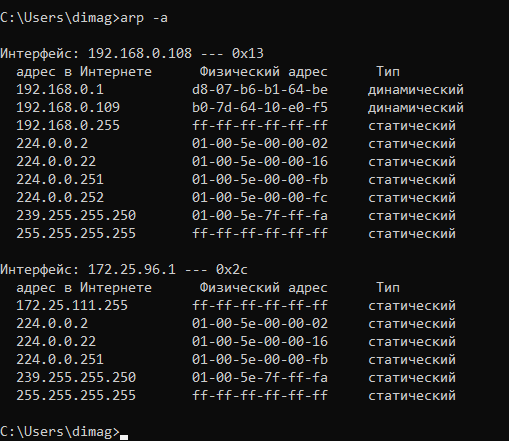 C:\Users\dimag>arp -a
Интерфейс: 192.168.0.108 --- 0x13
адрес в Интернете Физический адрес Тип
192.168.0.1 d8-07-b6-b1-64-be динамический
192.168.0.109 b0-7d-64-10-e0-f5 динамический
192.168.0.255 ff-ff-ff-ff-ff-ff статический
224.0.0.2 01-00-5e-00-00-02 статический
224.0.0.22 01-00-5e-00-00-16 статический
224.0.0.251 01-00-5e-00-00-fb статический
224.0.0.252 01-00-5e-00-00-fc статический
239.255.255.250 01-00-5e-7f-ff-fa статический
255.255.255.255 ff-ff-ff-ff-ff-ff статический
Интерфейс: 172.25.96.1 --- 0x2c
адрес в Интернете Физический адрес Тип
172.25.111.255 ff-ff-ff-ff-ff-ff статический
224.0.0.2 01-00-5e-00-00-02 статический
224.0.0.22 01-00-5e-00-00-16 статический
224.0.0.251 01-00-5e-00-00-fb статический
239.255.255.250 01-00-5e-7f-ff-fa статический
255.255.255.255 ff-ff-ff-ff-ff-ff статический
C:\Users\dimag>